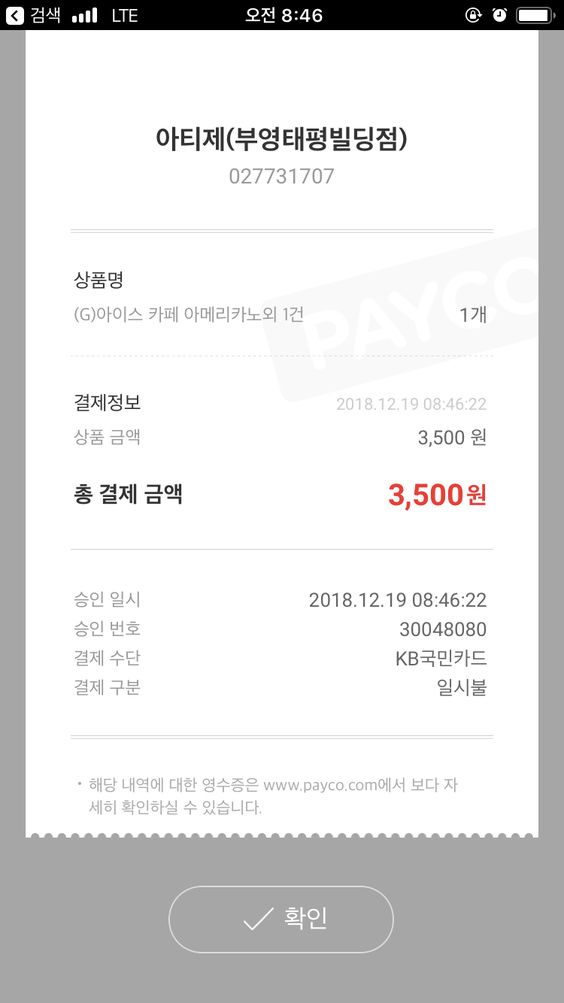 검색 LTE 오전 8:46
아티제(부영태평빌딩점)
027731707
상품명
(G)아이스 카페 아메리카노외 1건 1개
PAYCO
결제정보 2018.12.19 08:46:22
상품 금액 3,500 원
총 결제 금액 3,500원
승인 일시 2018.12.19 08:46:22
승인 번호 30048080
결제 수단 KB국민카드
결제 구분 일시불
• 해당 내역에 대한 영수증은 www.payco.com에서 보다 자
세히 확인하실 수 있습니다.
확인